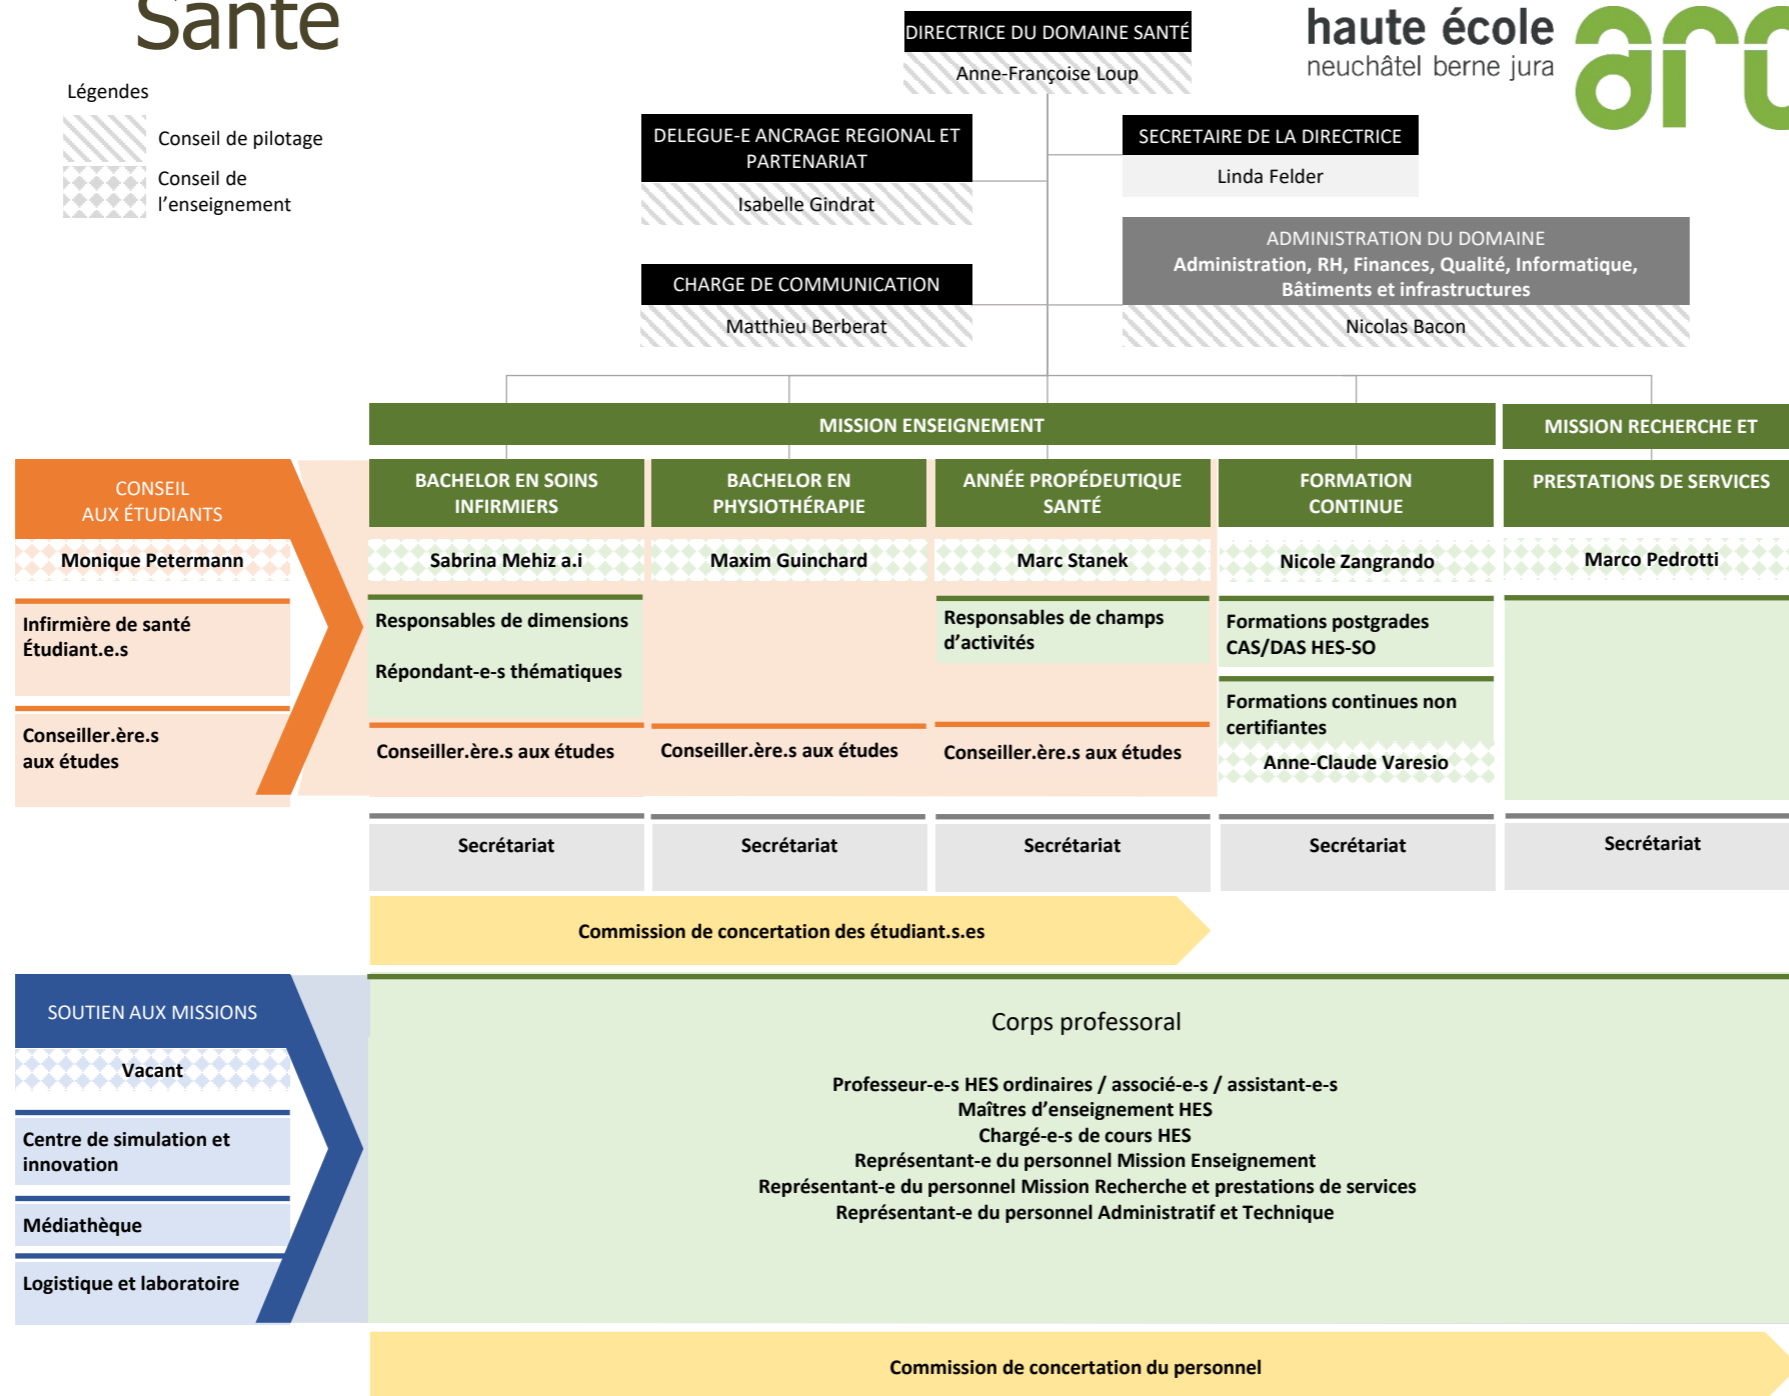 Santé
DIRECTRICE DU DOMAINE SANTÉ
Anne-Françoise Loup
haute école
neuchâtel berne jura
arc
Légendes
Conseil de pilotage
Conseil de
l'enseignement
DELEGUE-E ANCRAGE REGIONAL ET
PARTENARIAT
Isabelle Gindrat
SECRETAIRE DE LA DIRECTRICE
Linda Felder
CHARGE DE COMMUNICATION
Matthieu Berberat
ADMINISTRATION DU DOMAINE
Administration, RH, Finances, Qualité, Informatique,
Bâtiments et infrastructures
Nicolas Bacon
MISSION ENSEIGNEMENT
MISSION RECHERCHE ET
CONSEIL
AUX ÉTUDIANTS
Monique Petermann
Infirmière de santé
Étudiant.e.s
Conseiller.ère.s
aux études
BACHELOR EN SOINS
INFIRMIERS
Sabrina Mehiz a.i
Responsables de dimensions
Répondant-e-s thématiques
Conseiller.ère.s aux études
Secrétariat
BACHELOR EN
PHYSIOTHÉRAPIE
Maxim Guinchard
Conseiller.ère.s aux études
Secrétariat
ANNÉE PROPÉDEUTIQUE
SANTÉ
Marc Stanek
Responsables de champs
d'activités
Conseiller.ère.s aux études
Secrétariat
FORMATION
CONTINUE
Nicole Zangrando
Formations postgrades
CAS/DAS HES-SO
Formations continues non
certifiantes
Anne-Claude Varesio
Secrétariat
PRESTATIONS DE SERVICES
Marco Pedrotti
Secrétariat
Commission de concertation des étudiant.s.es
SOUTIEN AUX MISSIONS
Vacant
Centre de simulation et
innovation
Médiathèque
Logistique et laboratoire
Corps professoral
Professeur-e-s HES ordinaires / associé-e-s / assistant-e-s
Maîtres d'enseignement HES
Chargé-e-s de cours HES
Représentant-e du personnel Mission Enseignement
Représentant-e du personnel Mission Recherche et prestations de services
Représentant-e du personnel Administratif et Technique
Commission de concertation du personnel